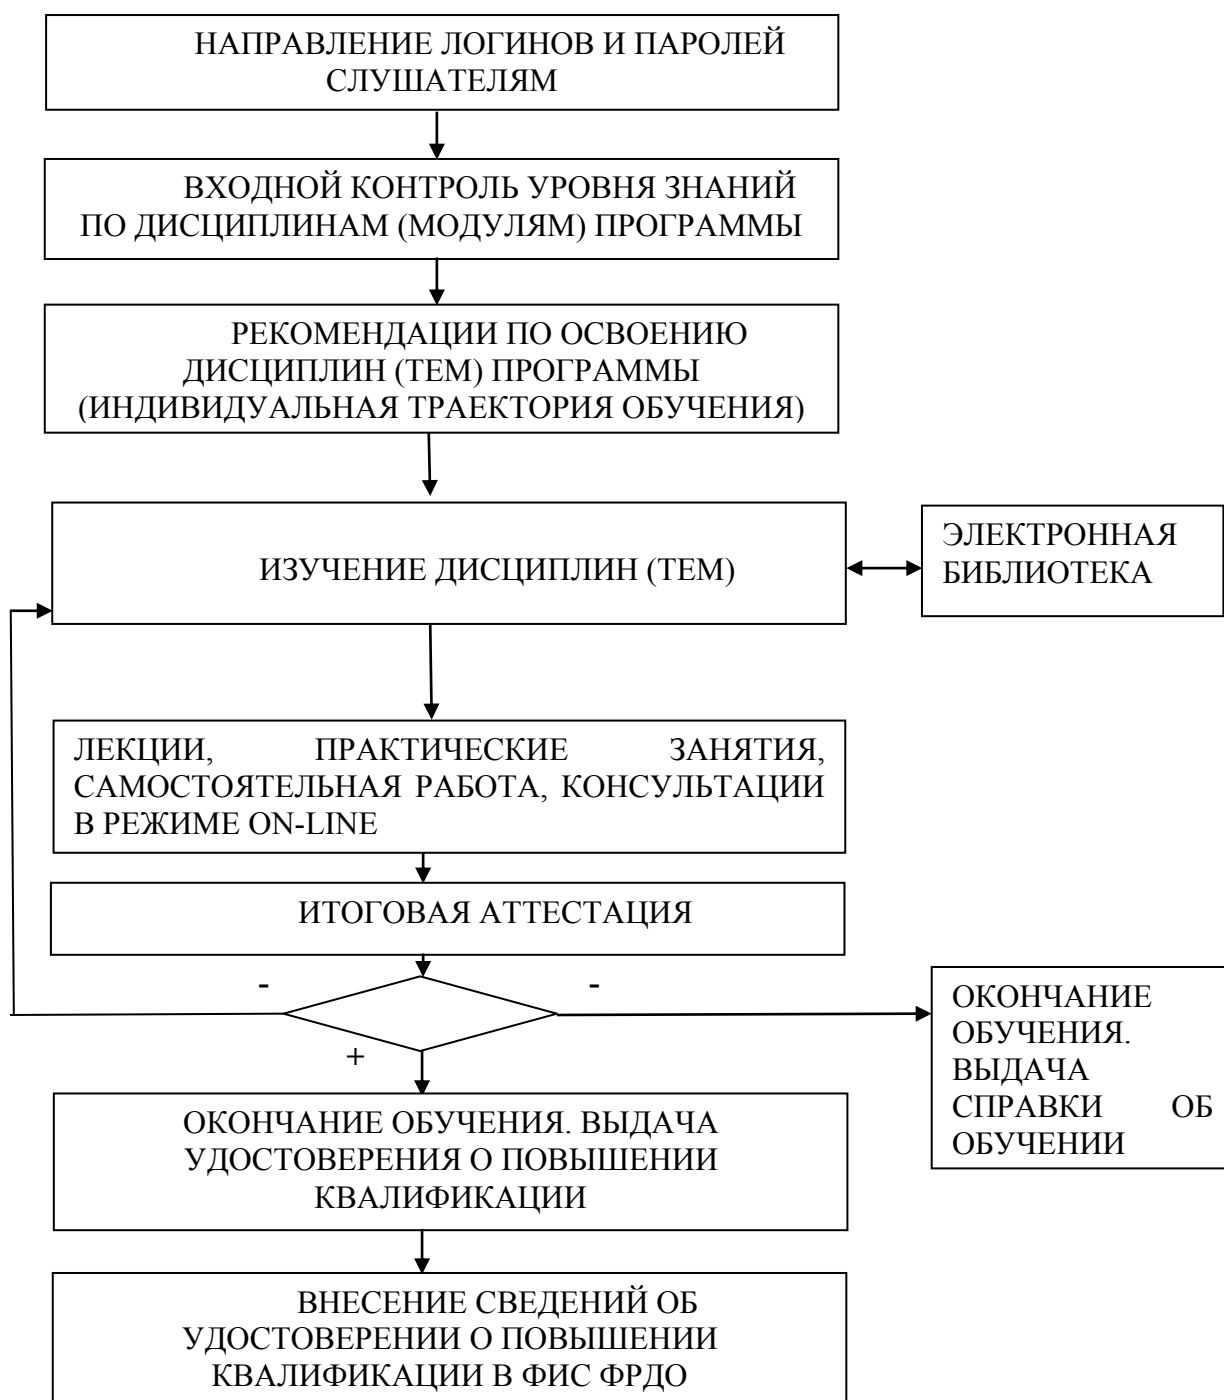 НАПРАВЛЕНИЕ ЛОГИНОВ И ПАРОЛЕЙ
СЛУШАТЕЛЯМ
ВХОДНОЙ КОНТРОЛЬ УРОВНЯ ЗНАНИЙ
ПО ДИСЦИПЛИНАМ (МОДУЛЯМ) ПРОГРАММЫ
РЕКОМЕНДАЦИИ ПО ОСВОЕНИЮ
ДИСЦИПЛИН (ТЕМ) ПРОГРАММЫ
(ИНДИВИДУАЛЬНАЯ ТРАЕКТОРИЯ ОБУЧЕНИЯ)
ИЗУЧЕНИЕ ДИСЦИПЛИН (ТЕМ)
ЭЛЕКТРОННАЯ
БИБЛИОТЕКА
ЛЕКЦИИ, ПРАКТИЧЕСКИЕ ЗАНЯТИЯ,
САМОСТОЯТЕЛЬНАЯ РАБОТА, КОНСУЛЬТАЦИИ
В РЕЖИМЕ ON-LINE
ИТОГОВАЯ АТТЕСТАЦИЯ
-
-
+
ОКОНЧАНИЕ
ОБУЧЕНИЯ.
ВЫДАЧА
СПРАВКИ ОБ
ОБУЧЕНИИ
ОКОНЧАНИЕ ОБУЧЕНИЯ. ВЫДАЧА
УДОСТОВЕРЕНИЯ О ПОВЫШЕНИИ
КВАЛИФИКАЦИИ
ВНЕСЕНИЕ СВЕДЕНИЙ ОБ
УДОСТОВЕРЕНИИ О ПОВЫШЕНИИ
КВАЛИФИКАЦИИ В ФИС ФРДО